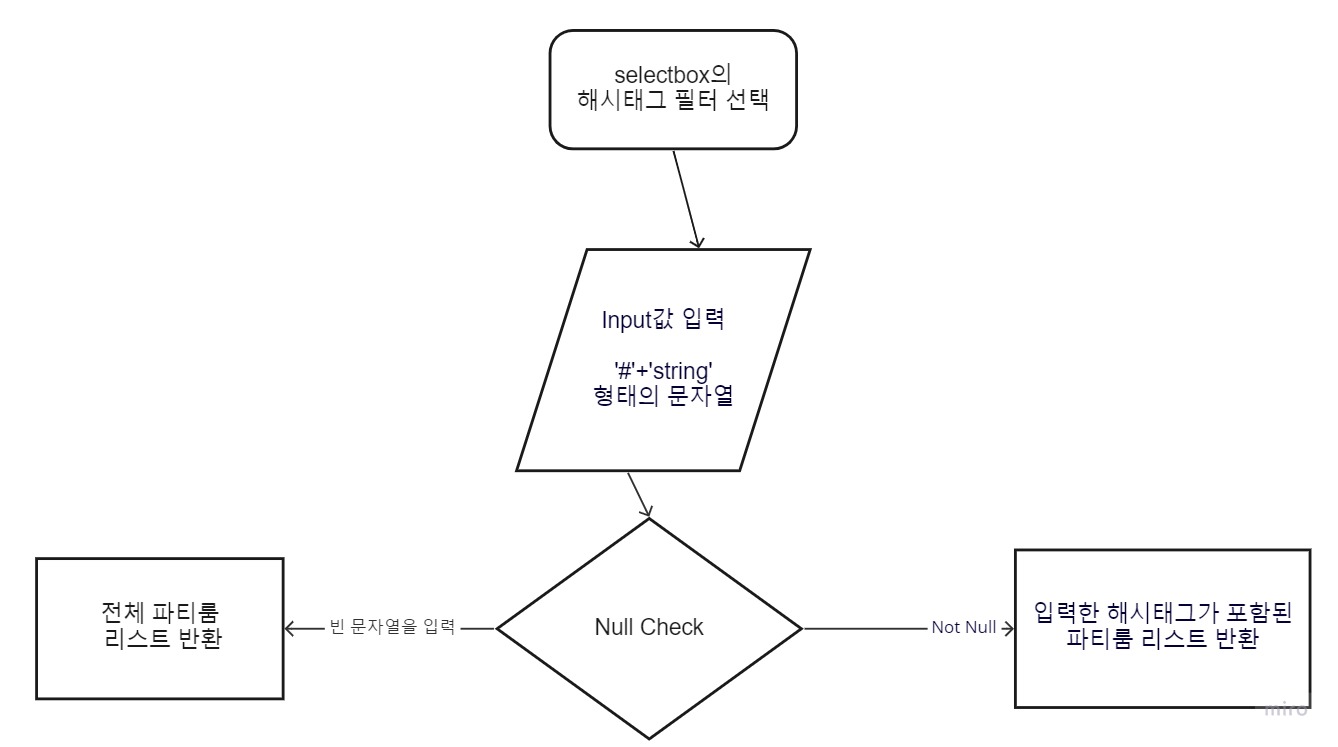 selectbox의
해시태그 필터 선택
Input값 입력
'#'+'string'
형태의 문자열
Null Check
빈 문자열을 입력
전체 파티룸
리스트 반환
Not Null
입력한 해시태그가 포함된
파티룸 리스트 반환
miro